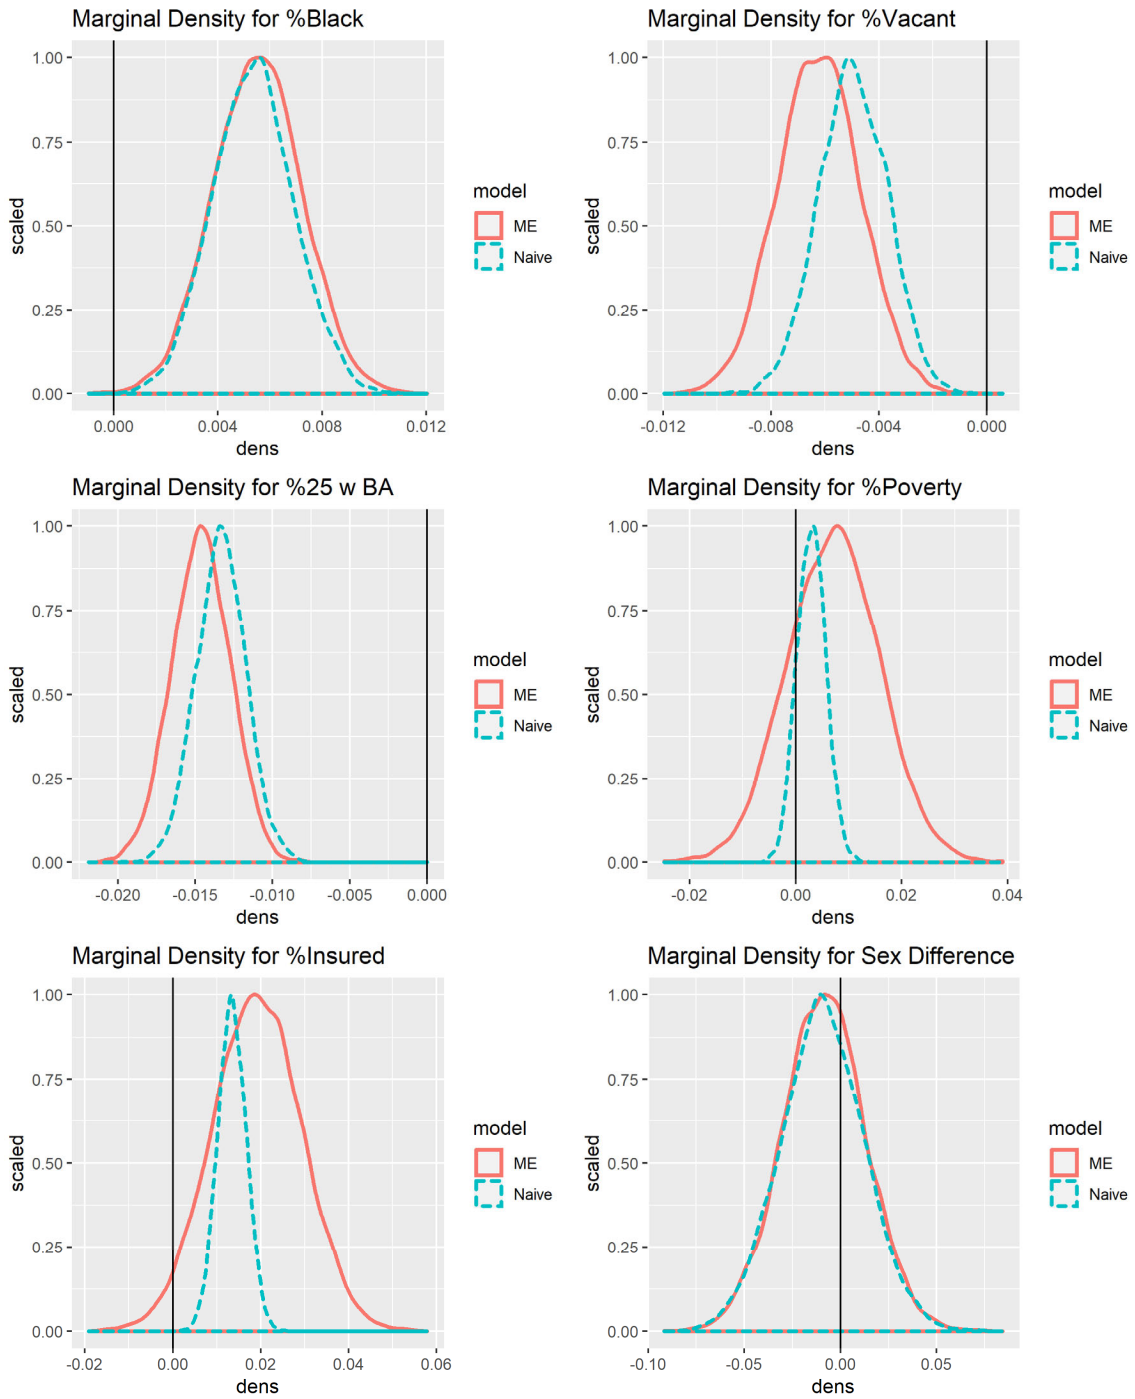 Marginal Density for %Black
1.00
0.75
0.50
0.25
0.00
scaled
0.000 0.004 0.008 0.012
dens
model
ME
Naive
Marginal Density for %Vacant
1.00
0.75
0.50
0.25
0.00
scaled
-0.012 -0.008 -0.004 0.000
dens
model
ME
Naive
Marginal Density for %25 w BA
1.00
0.75
0.50
0.25
0.00
scaled
-0.020 -0.015 -0.010 -0.005 0.000
dens
model
ME
Naive
Marginal Density for %Poverty
1.00
0.75
0.50
0.25
0.00
scaled
-0.02 0.00 0.02 0.04
dens
model
ME
Naive
Marginal Density for %Insured
1.00
0.75
0.50
0.25
0.00
scaled
-0.02 0.00 0.02 0.04 0.06
dens
model
ME
Naive
Marginal Density for Sex Difference
1.00
0.75
0.50
0.25
0.00
scaled
-0.10 -0.05 0.00 0.05
dens
model
ME
Naive